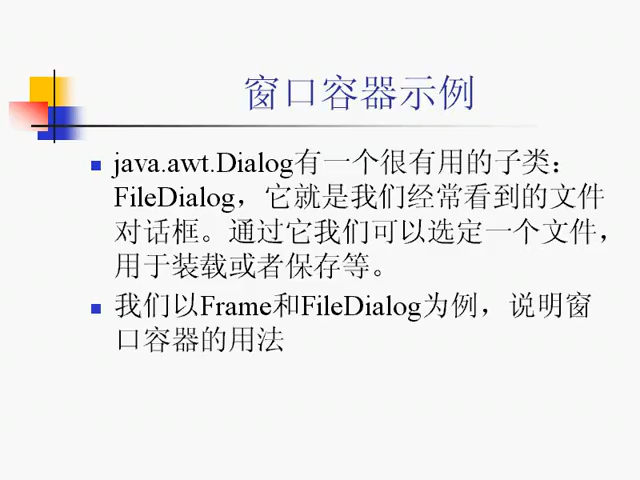 窗口容器示例
java.awt.Dialog有一个很有用的子类：
FileDialog，它就是我们经常看到的文件
对话框。通过它我们可以选定一个文件，
用于装载或者保存等。
我们以Frame和FileDialog为例，说明窗
口容器的用法